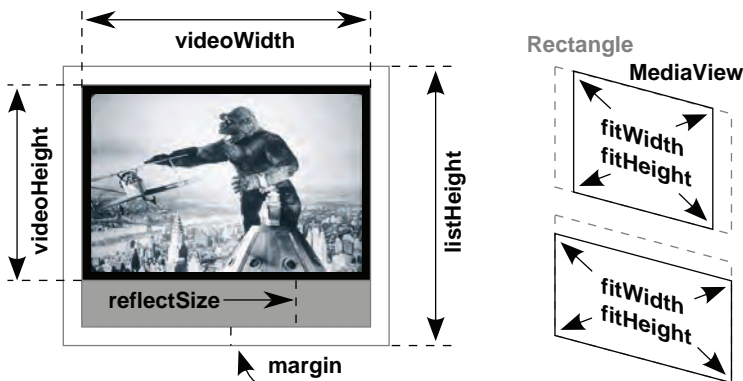 videoWidth
videoHeight
listHeight
reflectSize
margin
Rectangle
MediaView
fitWidth
fitHeight
fitWidth
fitHeight